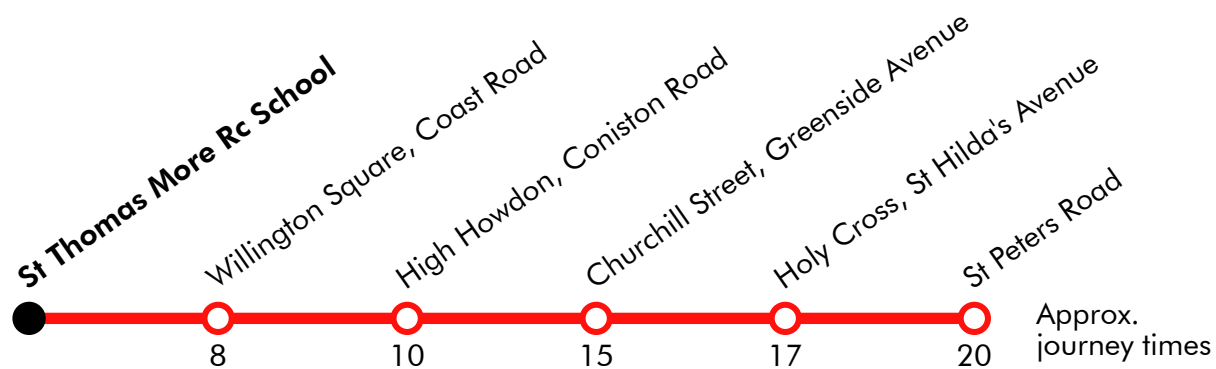 St Thomas More Rc School
Willington Square, Coast Road
High Howdon, Coniston Road
Churchill Street, Greenside Avenue
Holy Cross, St Hilda's Avenue
St Peters Road
8
10
15
17
20
Approx.
journey times